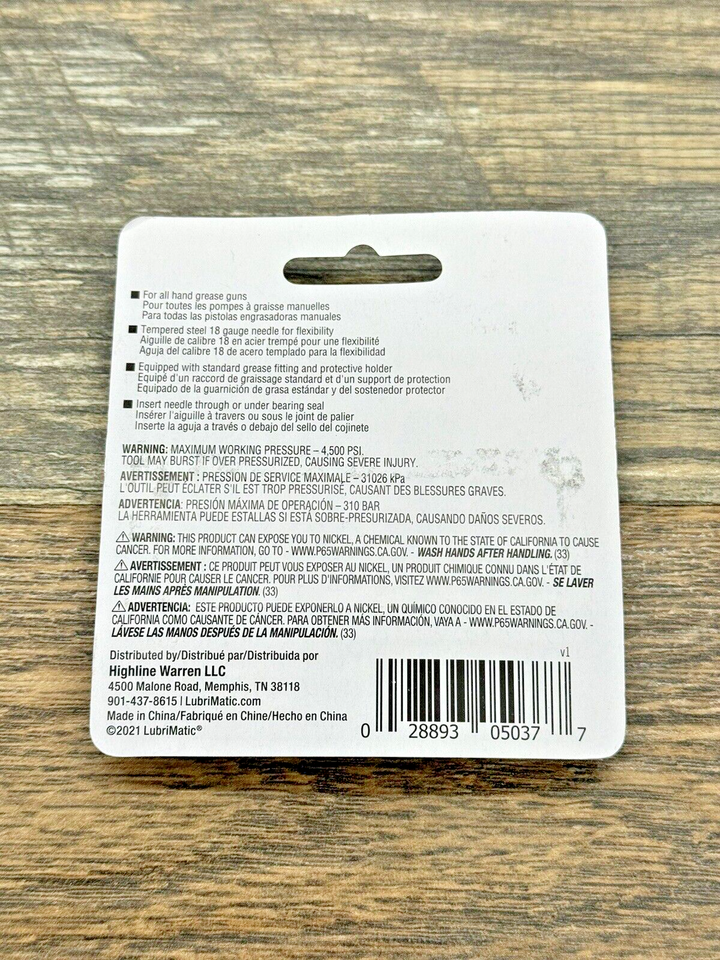 ■ For all hand grease guns
Pour toutes les pompes à graisse manuelles
Para todas las pistolas engrasadoras manuales
■ Tempered steel 18 gauge needle for flexibility
Aiguille de calibre 18 en acier trempé pour une flexibilité
Aguja del calibre 18 de acero templado para la flexibilidad
■ Equipped with standard grease fitting and protective holder
Équipé d'un raccord de graissage standard et d'un support de protection
Equipado de la guarnición de grasa estándar y del sostenedor protector
■ Insert needle through or under bearing seal
Insérer l'aiguille à travers ou sous le joint de palier
Inserte la aguja a través o debajo del sello del cojinete
WARNING: MAXIMUM WORKING PRESSURE – 4,500 PSI.
TOOL MAY BURST IF OVER PRESSURIZED, CAUSING SEVERE INJURY.
AVERTISSEMENT : PRESSION DE SERVICE MAXIMALE – 31026 kPa
L'OUTIL PEUT ÉCLATER S'IL EST TROP PRESSURISÉ, CAUSANT DES BLESSURES GRAVES.
ADVERTENCIA: PRESIÓN MÁXIMA DE OPERACIÓN – 310 BAR
LA HERRAMIENTA PUEDE ESTALLAS SI ESTÁ SOBRE-PRESURIZADA, CAUSANDO DAÑOS SEVEROS.
⚠ WARNING: THIS PRODUCT CAN EXPOSE YOU TO NICKEL, A CHEMICAL KNOWN TO THE STATE OF CALIFORNIA TO CAUSE
CANCER. FOR MORE INFORMATION, GO TO - WWW.P65WARNINGS.CA.GOV. - WASH HANDS AFTER HANDLING. (33)
⚠ AVERTISSEMENT : CE PRODUIT PEUT VOUS EXPOSER AU NICKEL, UN PRODUIT CHIMIQUE CONNU DANS L'ÉTAT DE
CALIFORNIE POUR CAUSER LE CANCER. POUR PLUS D'INFORMATIONS, VISITEZ WWW.P65WARNINGS.CA.GOV. - SE LAVER
LES MAINS APRÈS MANIPULATION. (33)
⚠ ADVERTENCIA: ESTE PRODUCTO PUEDE EXPONERLO A NICKEL, UN QUÍMICO CONOCIDO EN EL ESTADO DE
CALIFORNIA COMO CAUSANTE DE CÁNCER. PARA OBTENER MÁS INFORMACIÓN, VAYA A - WWW.P65WARNINGS.CA.GOV. -
LÁVESE LAS MANOS DESPUÉS DE LA MANIPULACIÓN. (33)
Distributed by/Distribué par/Distribuida por
Highline Warren LLC
4500 Malone Road, Memphis, TN 38118
901-437-8615 | LubriMatic.com
Made in China/Fabriqué en Chine/Hecho en China
©2021 LubriMatic®
v1
0 28893 05037 7